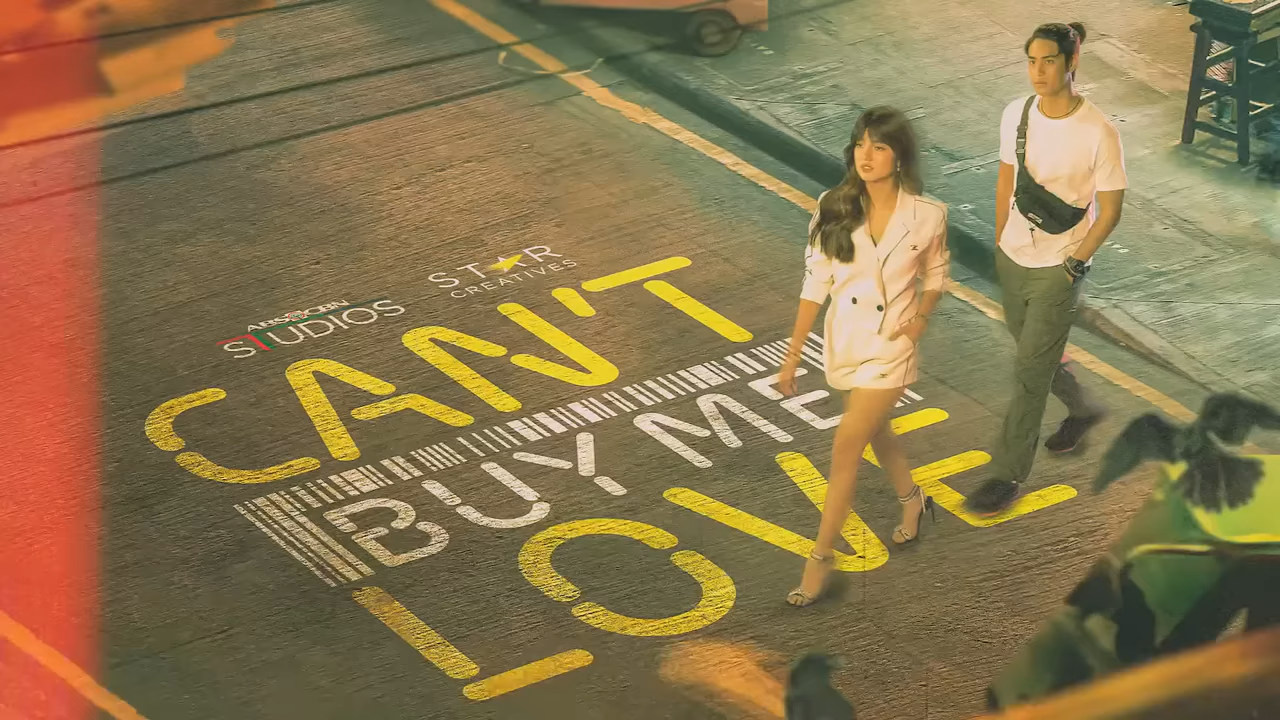 ABS-CBN
STUDIOS
STAR
CREATIVES
CAN'T
BUY ME
LOVE